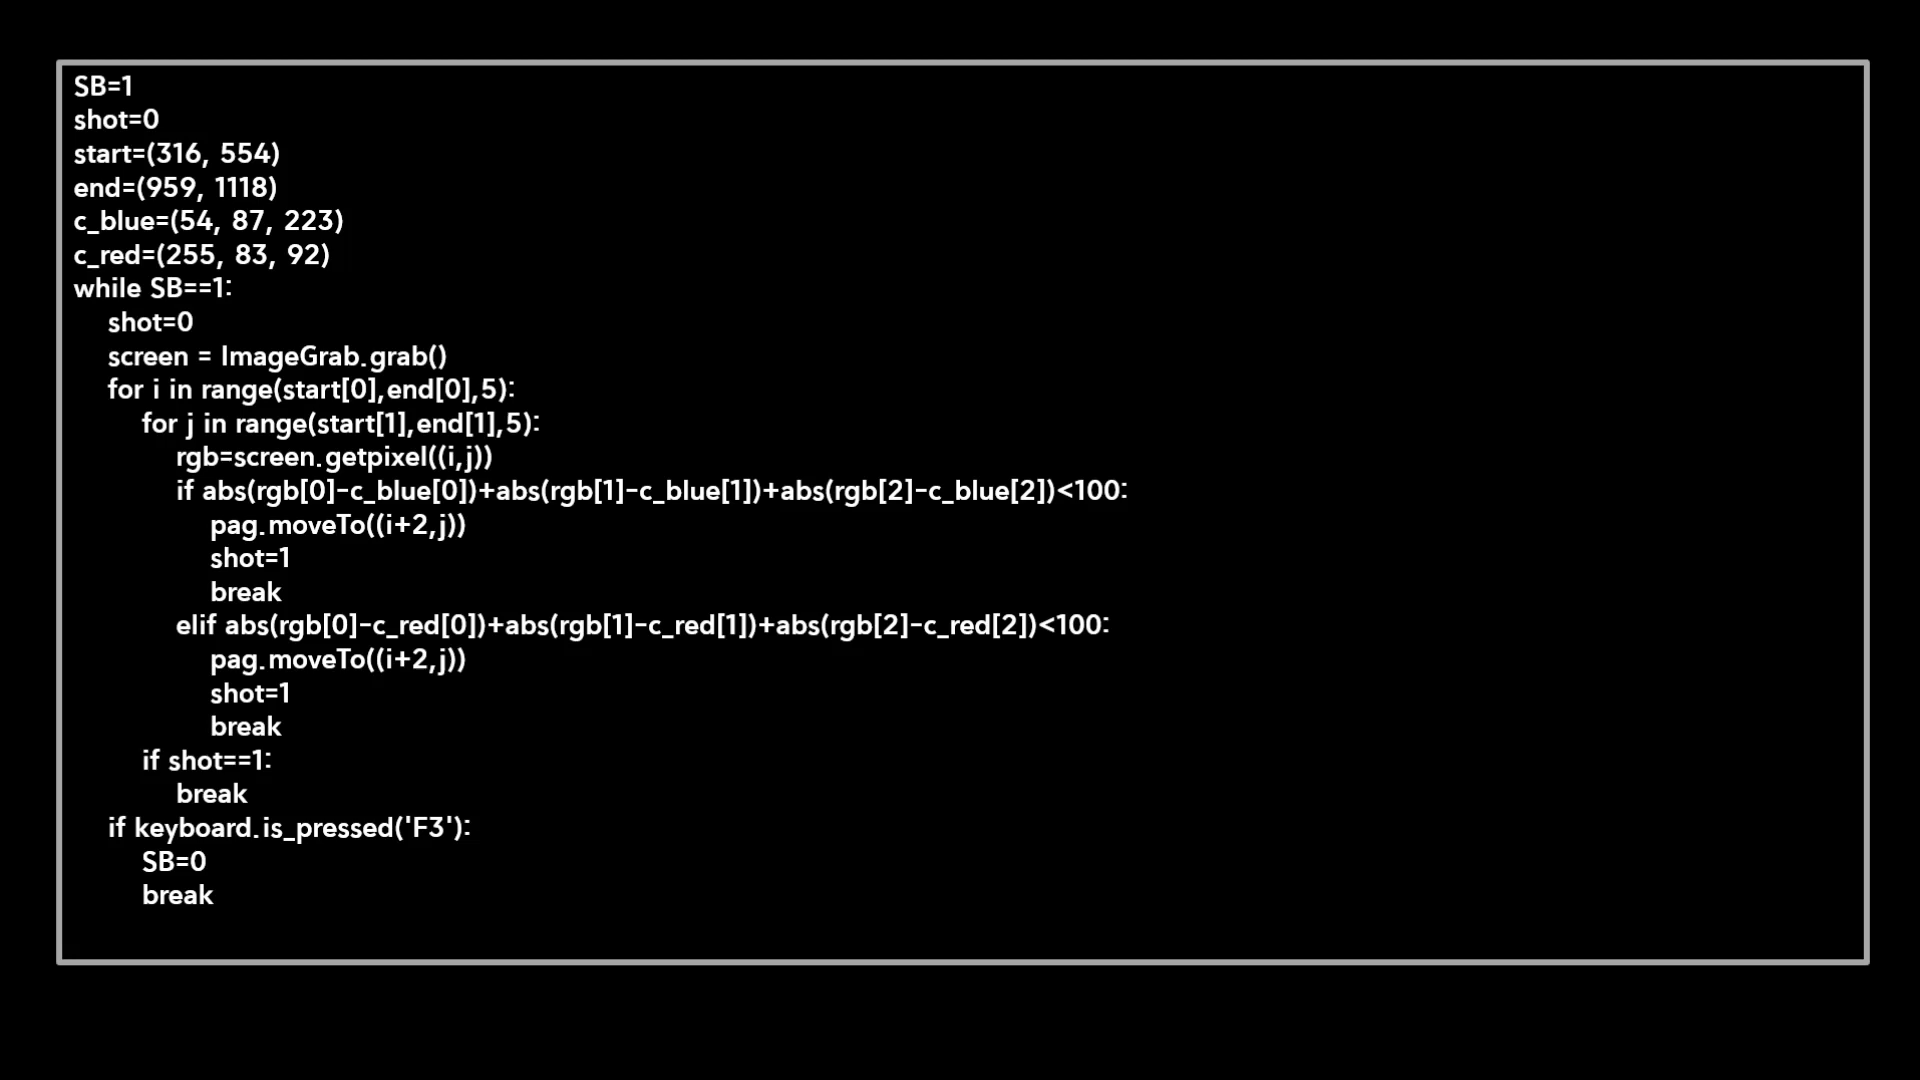 SB=1
shot=0
start=(316, 554)
end=(959, 1118)
c_blue=(54, 87, 223)
c_red=(255, 83, 92)
while SB==1:
    shot=0
    screen = ImageGrab.grab()
    for i in range(start[0],end[0],5):
        for j in range(start[1],end[1],5):
            rgb=screen.getpixel((i,j))
            if abs(rgb[0]-c_blue[0])+abs(rgb[1]-c_blue[1])+abs(rgb[2]-c_blue[2])<100:
                pag.moveTo((i+2,j))
                shot=1
                break
            elif abs(rgb[0]-c_red[0])+abs(rgb[1]-c_red[1])+abs(rgb[2]-c_red[2])<100:
                pag.moveTo((i+2,j))
                shot=1
                break
        if shot==1:
            break
    if keyboard.is_pressed('F3'):
        SB=0
        break